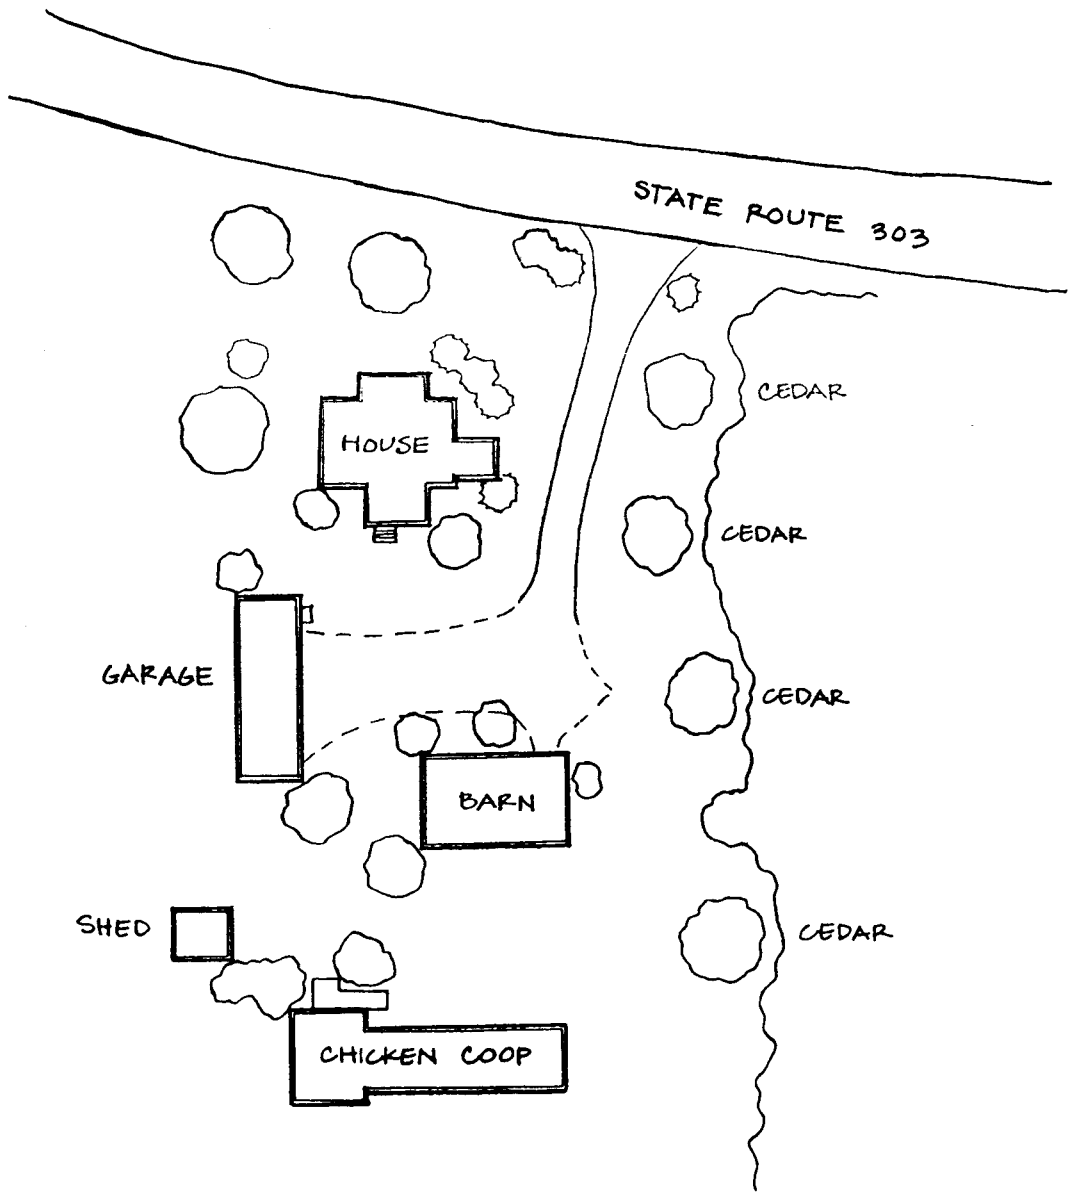 STATE ROUTE 303
CEDAR
HOUSE
CEDAR
GARAGE
CEDAR
BARN
SHED
CEDAR
CHICKEN COOP